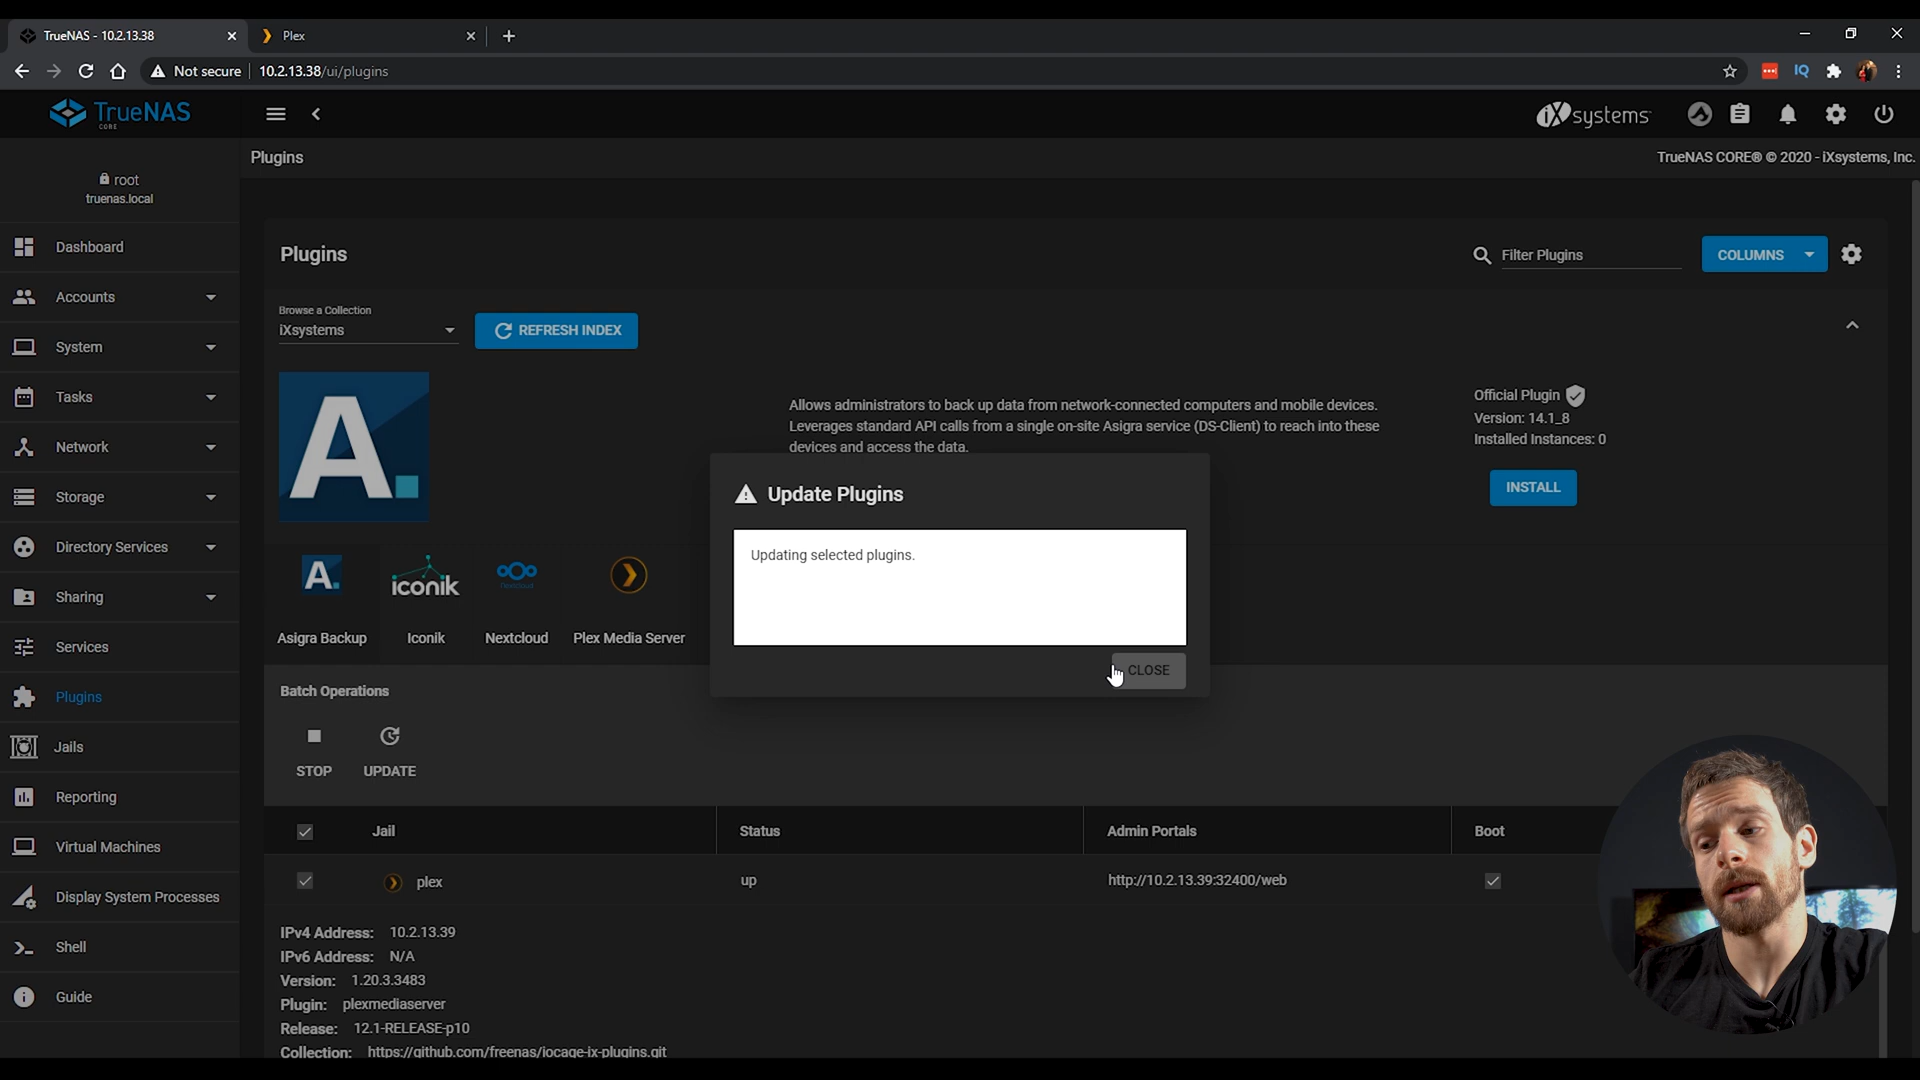 TrueNAS - 10.2.13.38
Plex
Not secure
10.2.13.38/ui/plugins
TrueNAS
CORE
iXsystems
Plugins
TrueNAS CORE® © 2020 - iXsystems, Inc.
root
truenas.local
Dashboard
Accounts
System
Tasks
Network
Storage
Directory Services
Sharing
Services
Plugins
Jails
Reporting
Virtual Machines
Display System Processes
Shell
Guide
Plugins
Filter Plugins
COLUMNS
Browse a Collection
iXsystems
REFRESH INDEX
A.
Allows administrators to back up data from network-connected computers and mobile devices.
Leverages standard API calls from a single on-site Asigra service (DS-Client) to reach into these
devices and access the data.
Official Plugin
Version: 14.1_8
Installed Instances: 0
INSTALL
A.
iconik
nextcloud
Asigra Backup
Iconik
Nextcloud
Plex Media Server
Update Plugins
Updating selected plugins.
CLOSE
Batch Operations
STOP
UPDATE
Jail
Status
Admin Portals
Boot
plex
up
http://10.2.13.39:32400/web
IPv4 Address: 10.2.13.39
IPv6 Address: N/A
Version: 1.20.3.3483
Plugin: plexmediaserver
Release: 12.1-RELEASE-p10
Collection: https://github.com/freenas/iocage-ix-plugins.git